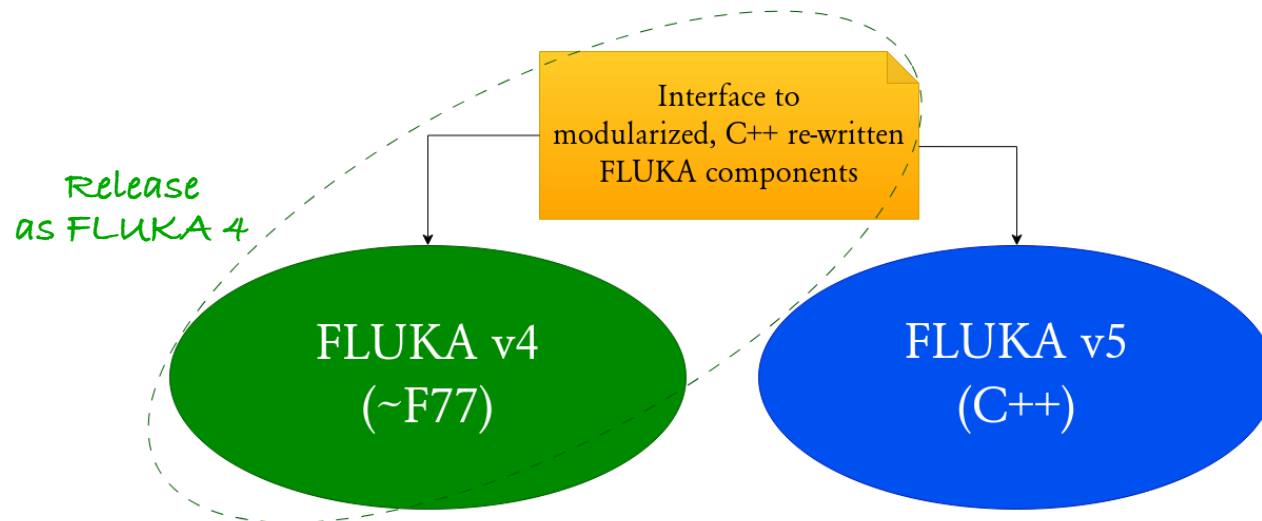 Interface to
modularized, C++ re-written
FLUKA components
Release
as FLUKA 4
FLUKA v4
(~F77)
FLUKA v5
(C++)